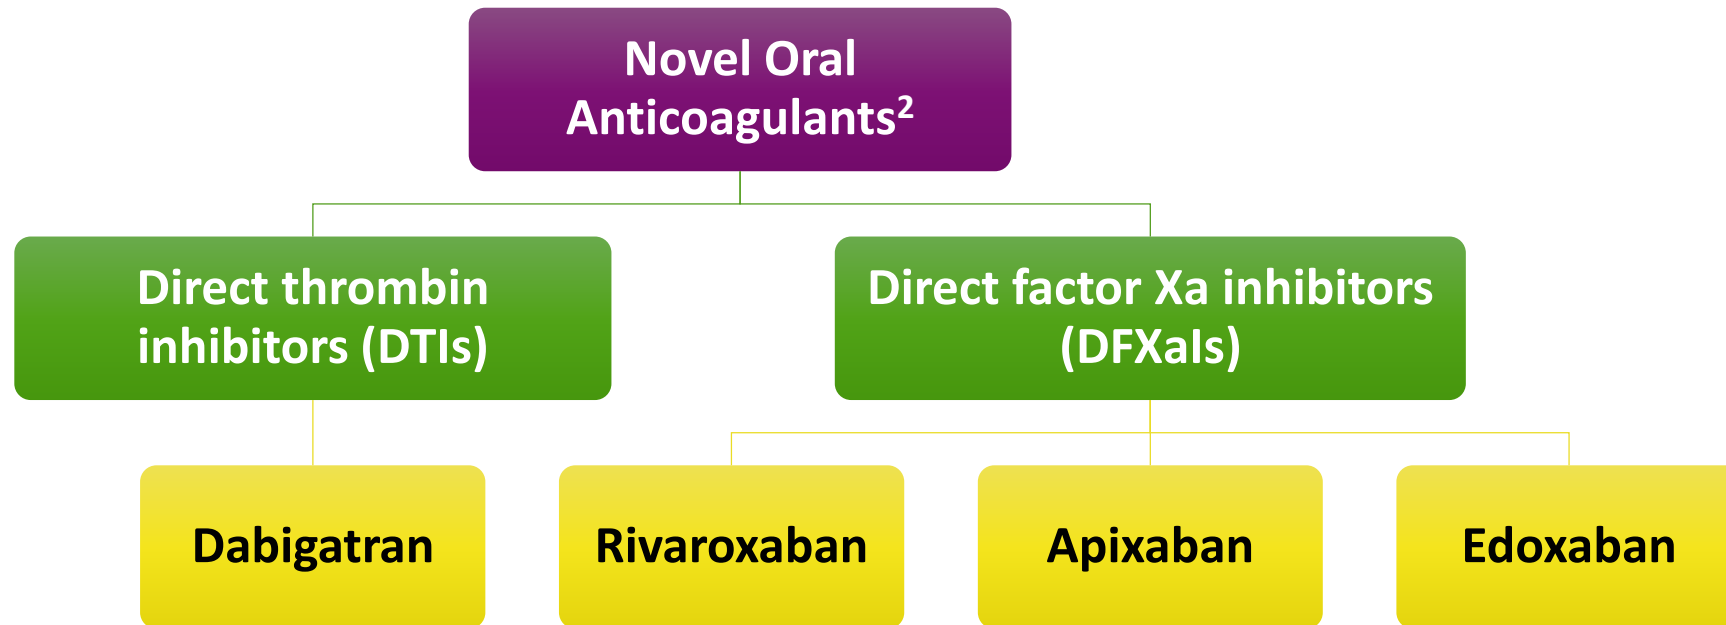 Novel Oral
Anticoagulants²
Direct thrombin
inhibitors (DTIs)
Direct factor Xa inhibitors
(DFXaIs)
Dabigatran
Rivaroxaban
Apixaban
Edoxaban